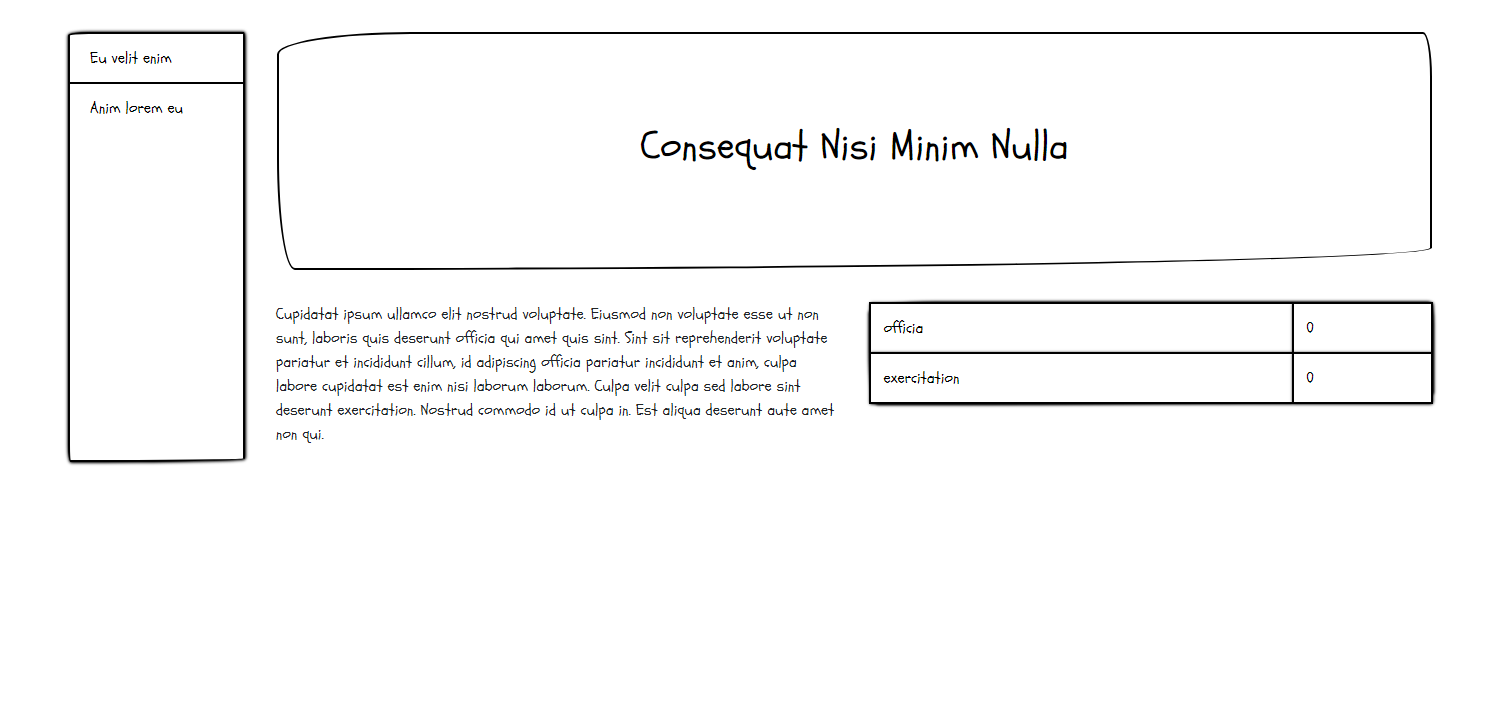 Eu velit enim
Anim lorem eu
Consequat Nisi Minim Nulla
Cupidatat ipsum ullamco elit nostrud voluptate. Eiusmod non voluptate esse ut non
sunt, laboris quis deserunt officia qui amet quis sint. Sint sit reprehenderit voluptate
pariatur et incididunt cillum, id adipiscing officia pariatur incididunt et anim, culpa
labore cupidatat est enim nisi laborum laborum. Culpa velit culpa sed labore sint
deserunt exercitation. Nostrud commodo id ut culpa in. Est aliqua deserunt aute amet
non qui.
officia 0
exercitation 0